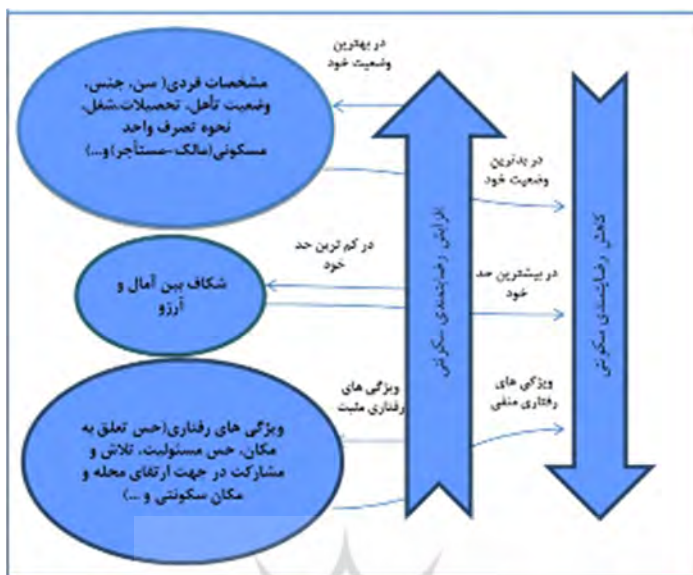 در بهترین
وضعیت خود
مشخصات فردی( سن، جنس،
وضعیت تأهل، تحصیلات،شغل،
نحوه تصرف واحد
مسکونی(مالک-مستأجر)و...)
در بدترین
وضعیت خود
در کم ترین حد
خود
شکاف بین آمال و
آرزو
در بیشترین حد
خود
ویژگی های
رفتاری مثبت
ویژگی های
رفتاری منفی
ویژگی های رفتاری(حس تعلق به
مکان، حس مسئولیت، تلاش و
مشارکت در جهت ارتقای محله و
مکان سکونتی و ...)
افزایش رضایتمندی سکونتی
کاهش رضایتمندی سکونتی